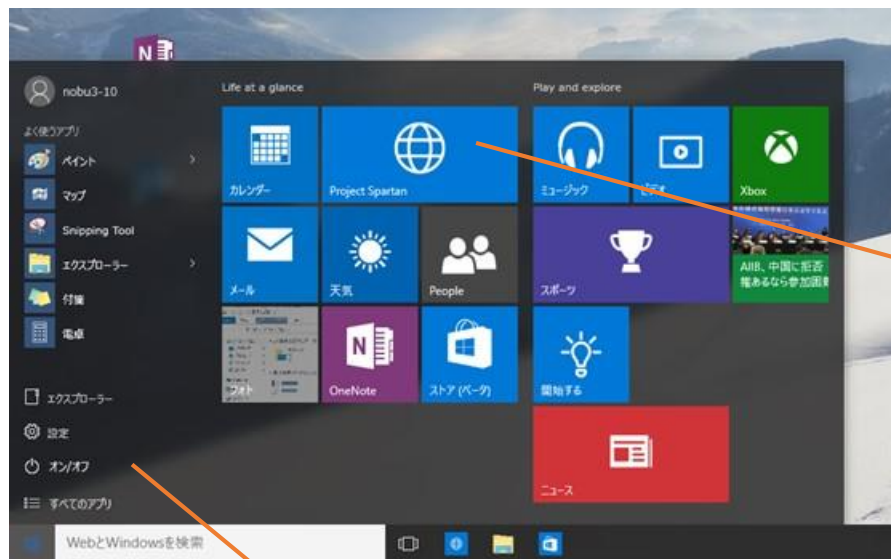 nobu3-10
よく使うアプリ
ペイント
マップ
Snipping Tool
エクスプローラー
付箋
電卓
エクスプローラー
設定
オン/オフ
すべてのアプリ
Life at a glance
カレンダー
Project Spartan
メール
天気
People
フォト
OneNote
ストア (ベータ)
Play and explore
ミュージック
ビデオ
Xbox
スポーツ
AIIB、中国に拒否
権あるなら参加困難
開始する
ニュース
WebとWindowsを検索